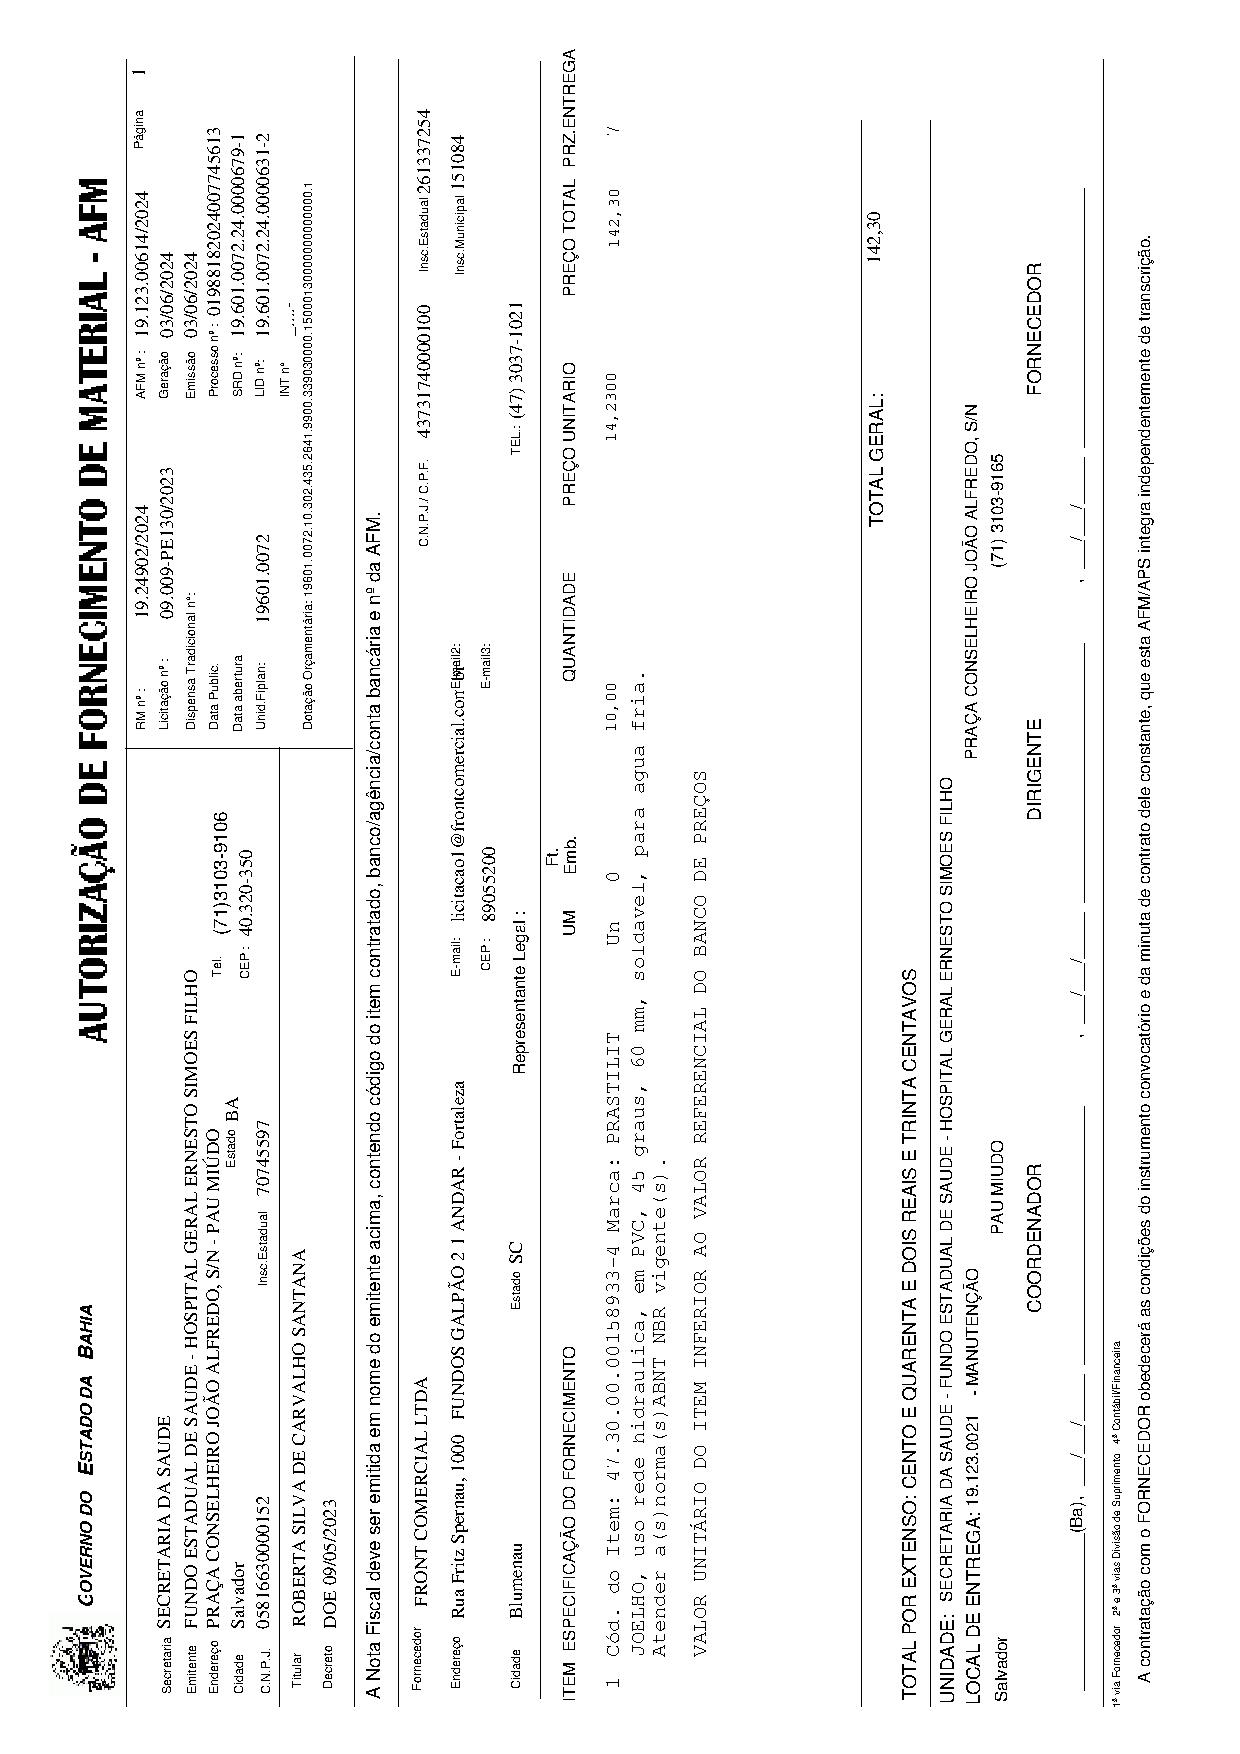 GOVERNO DO ESTADO DA BAHIA
AUTORIZAÇÃO DE FORNECIMENTO DE MATERIAL - AFM
RM nº : 19.24902/2024 AFM nº : 19.123.00614/2024 Página 1
Secretaria SECRETARIA DA SAUDE
Licitação nº : 09.009-PE130/2023 Geração 03/06/2024
Emitente FUNDO ESTADUAL DE SAUDE - HOSPITAL GERAL ERNESTO SIMOES FILHO
Dispensa Tradicional nº: Emissão 03/06/2024
Endereço PRAÇA CONSELHEIRO JOÃO ALFREDO, S/N - PAU MIÚDO Tel. (71)3103-9106
Data Public. Processo nº : 01988182024007745613
Cidade Salvador Estado BA CEP : 40.320-350
Data abertura SRD nº: 19.601.0072.24.0000679-1
C.N.P.J. 05816630000152 Insc.Estadual 70745597
Unid.Fiplan: 19601.0072 LID nº: 19.601.0072.24.0000631-2
INT nº _....-
Titular ROBERTA SILVA DE CARVALHO SANTANA
Dotação Orçamentária: 19601.0072.10.302.435.2641.9900.339030000.15000130000000000000.1
Decreto DOE 09/05/2023
A Nota Fiscal deve ser emitida em nome do emitente acima, contendo código do item contratado, banco/agência/conta bancária e nº da AFM.
Fornecedor FRONT COMERCIAL LTDA C.N.P.J./ C.P.F. 43731740000100 Insc.Estadual 261337254
Endereço Rua Fritz Spernau, 1000 FUNDOS GALPÃO 2 1 ANDAR - Fortaleza E-mail: licitacao1@frontcomercial.com.br E-mail2: Insc.Municipal 151084
CEP : 89055200 E-mail3:
Cidade Blumenau Estado SC Representante Legal : TEL.: (47) 3037-1021
ITEM ESPECIFICAÇÃO DO FORNECIMENTO UM Ft. Emb. QUANTIDADE PREÇO UNITARIO PREÇO TOTAL PRZ.ENTREGA
1 Cód. do Item: 47.30.00.00158933-4 Marca: PRASTILIT Un 0 10,00 14,2300 142,30 7
JOELHO, uso rede hidraulica, em PVC, 45 graus, 60 mm, soldavel, para agua fria.
Atender a(s)norma(s)ABNT NBR vigente(s).
VALOR UNITÁRIO DO ITEM INFERIOR AO VALOR REFERENCIAL DO BANCO DE PREÇOS
TOTAL GERAL: 142,30
TOTAL POR EXTENSO: CENTO E QUARENTA E DOIS REAIS E TRINTA CENTAVOS
UNIDADE: SECRETARIA DA SAUDE - FUNDO ESTADUAL DE SAUDE - HOSPITAL GERAL ERNESTO SIMOES FILHO
LOCAL DE ENTREGA: 19.123.0021 - MANUTENÇÃO PRAÇA CONSELHEIRO JOÃO ALFREDO, S/N
Salvador PAU MIUDO (71) 3103-9165
COORDENADOR DIRIGENTE FORNECEDOR
________________(Ba), ___/___/_____ __________________________ , ___/___/_____ __________________________ , ___/___/_____ __________________________
1ª via Fornecedor 2ª e 3ª vias Divisão de Suprimento 4ª Contábil/Financeira
A contratação com o FORNECEDOR obedecerá as condições do instrumento convocatório e da minuta de contrato dele constante, que esta AFM/APS integra independentemente de transcrição.